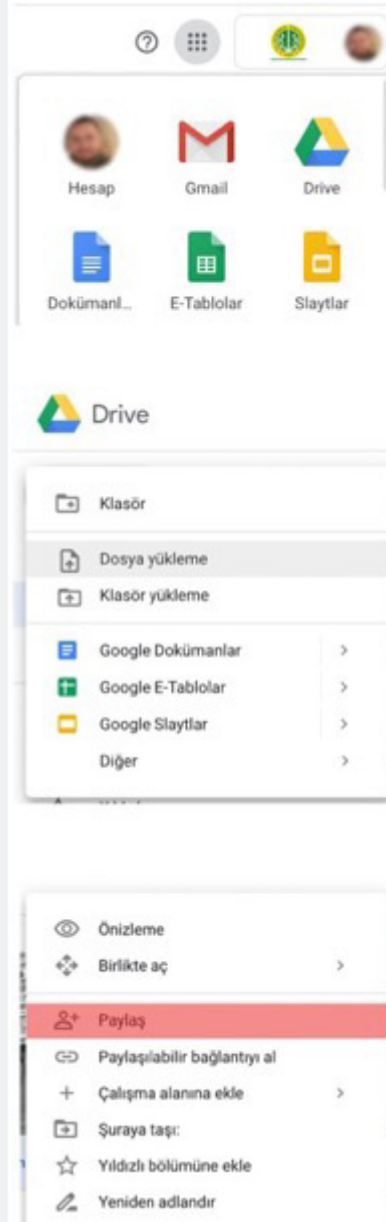 Hesap Gmail Drive
Dokümanl... E-Tablolar Slaytlar
Drive
Klasör
Dosya yükleme
Klasör yükleme
Google Dokümanlar
Google E-Tablolar
Google Slaytlar
Diğer
Önizleme
Birlikte aç
Paylaş
Paylaşılabilir bağlantıyı al
Çalışma alanına ekle
Şuraya taşı:
Yıldızlı bölümüne ekle
Yeniden adlandır